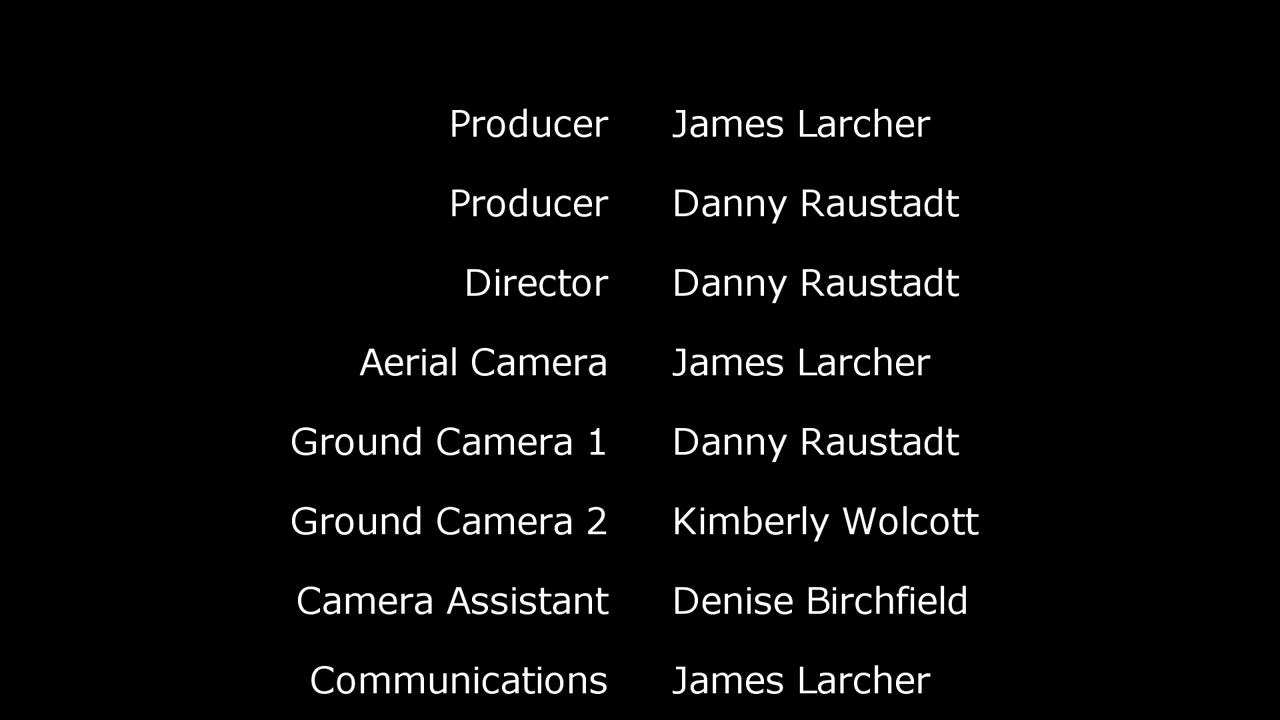 Producer James Larcher
Producer Danny Raustadt
Director Danny Raustadt
Aerial Camera James Larcher
Ground Camera 1 Danny Raustadt
Ground Camera 2 Kimberly Wolcott
Camera Assistant Denise Birchfield
Communications James Larcher